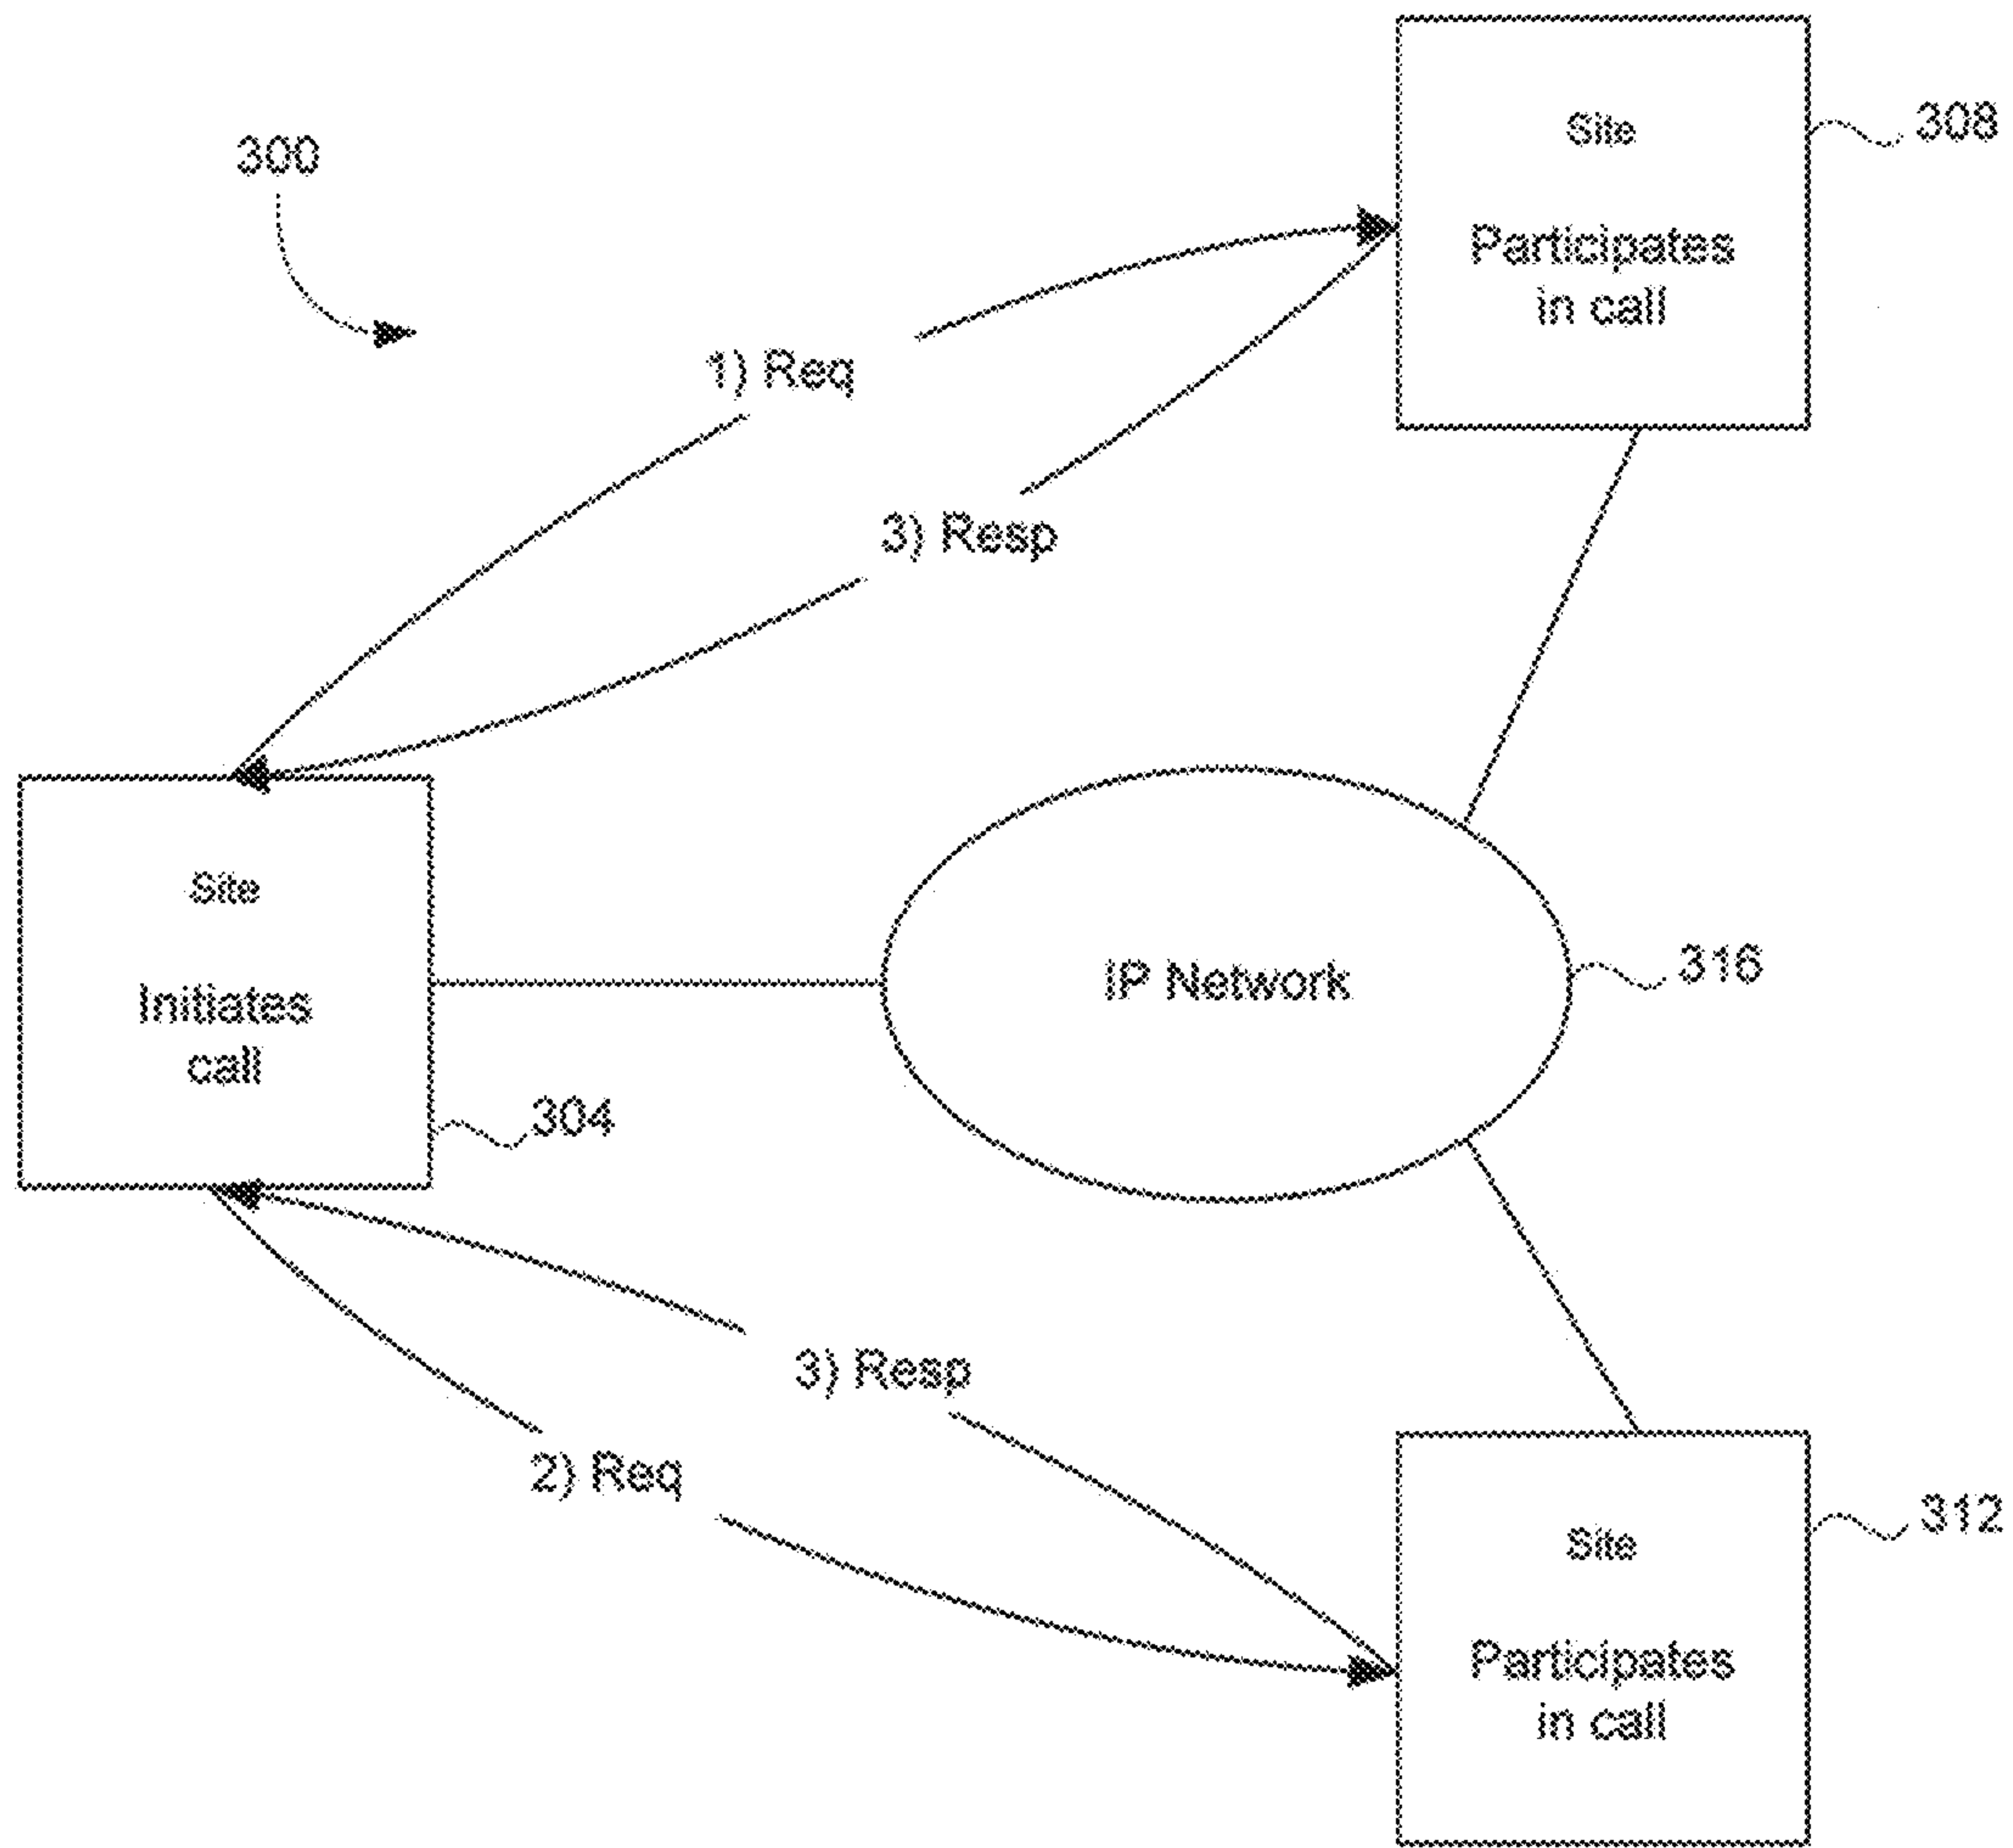 300
Site
308
Participates
in call
1) Req
3) Resp
Site
Initiates
call
304
IP Network
316
3) Resp
2) Req
Site
312
Participates
in call